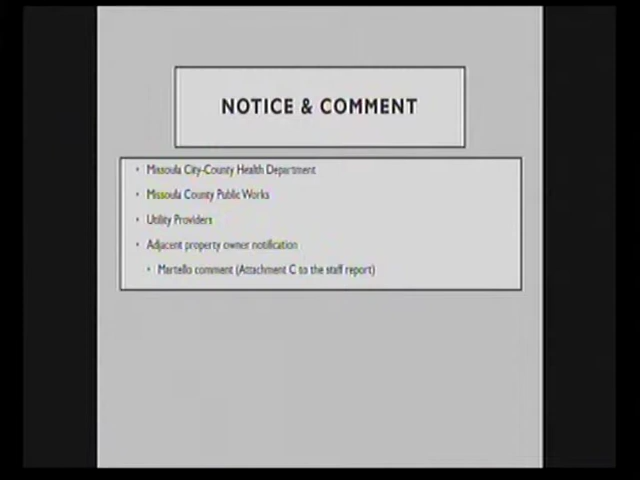 NOTICE & COMMENT
• Missoula City-County Health Department
• Missoula County Public Works
• Utility Providers
• Adjacent property owner notification
• Martello comment (Attachment C to the staff report)